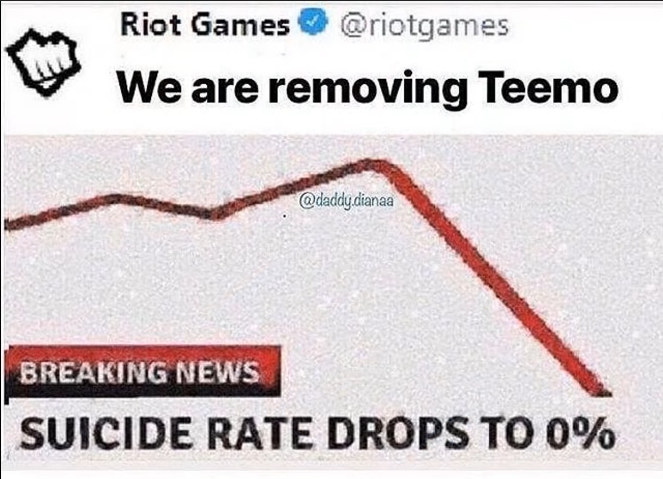 Riot Games @riotgames
We are removing Teemo
@daddy.dianaa
BREAKING NEWS
SUICIDE RATE DROPS TO 0%